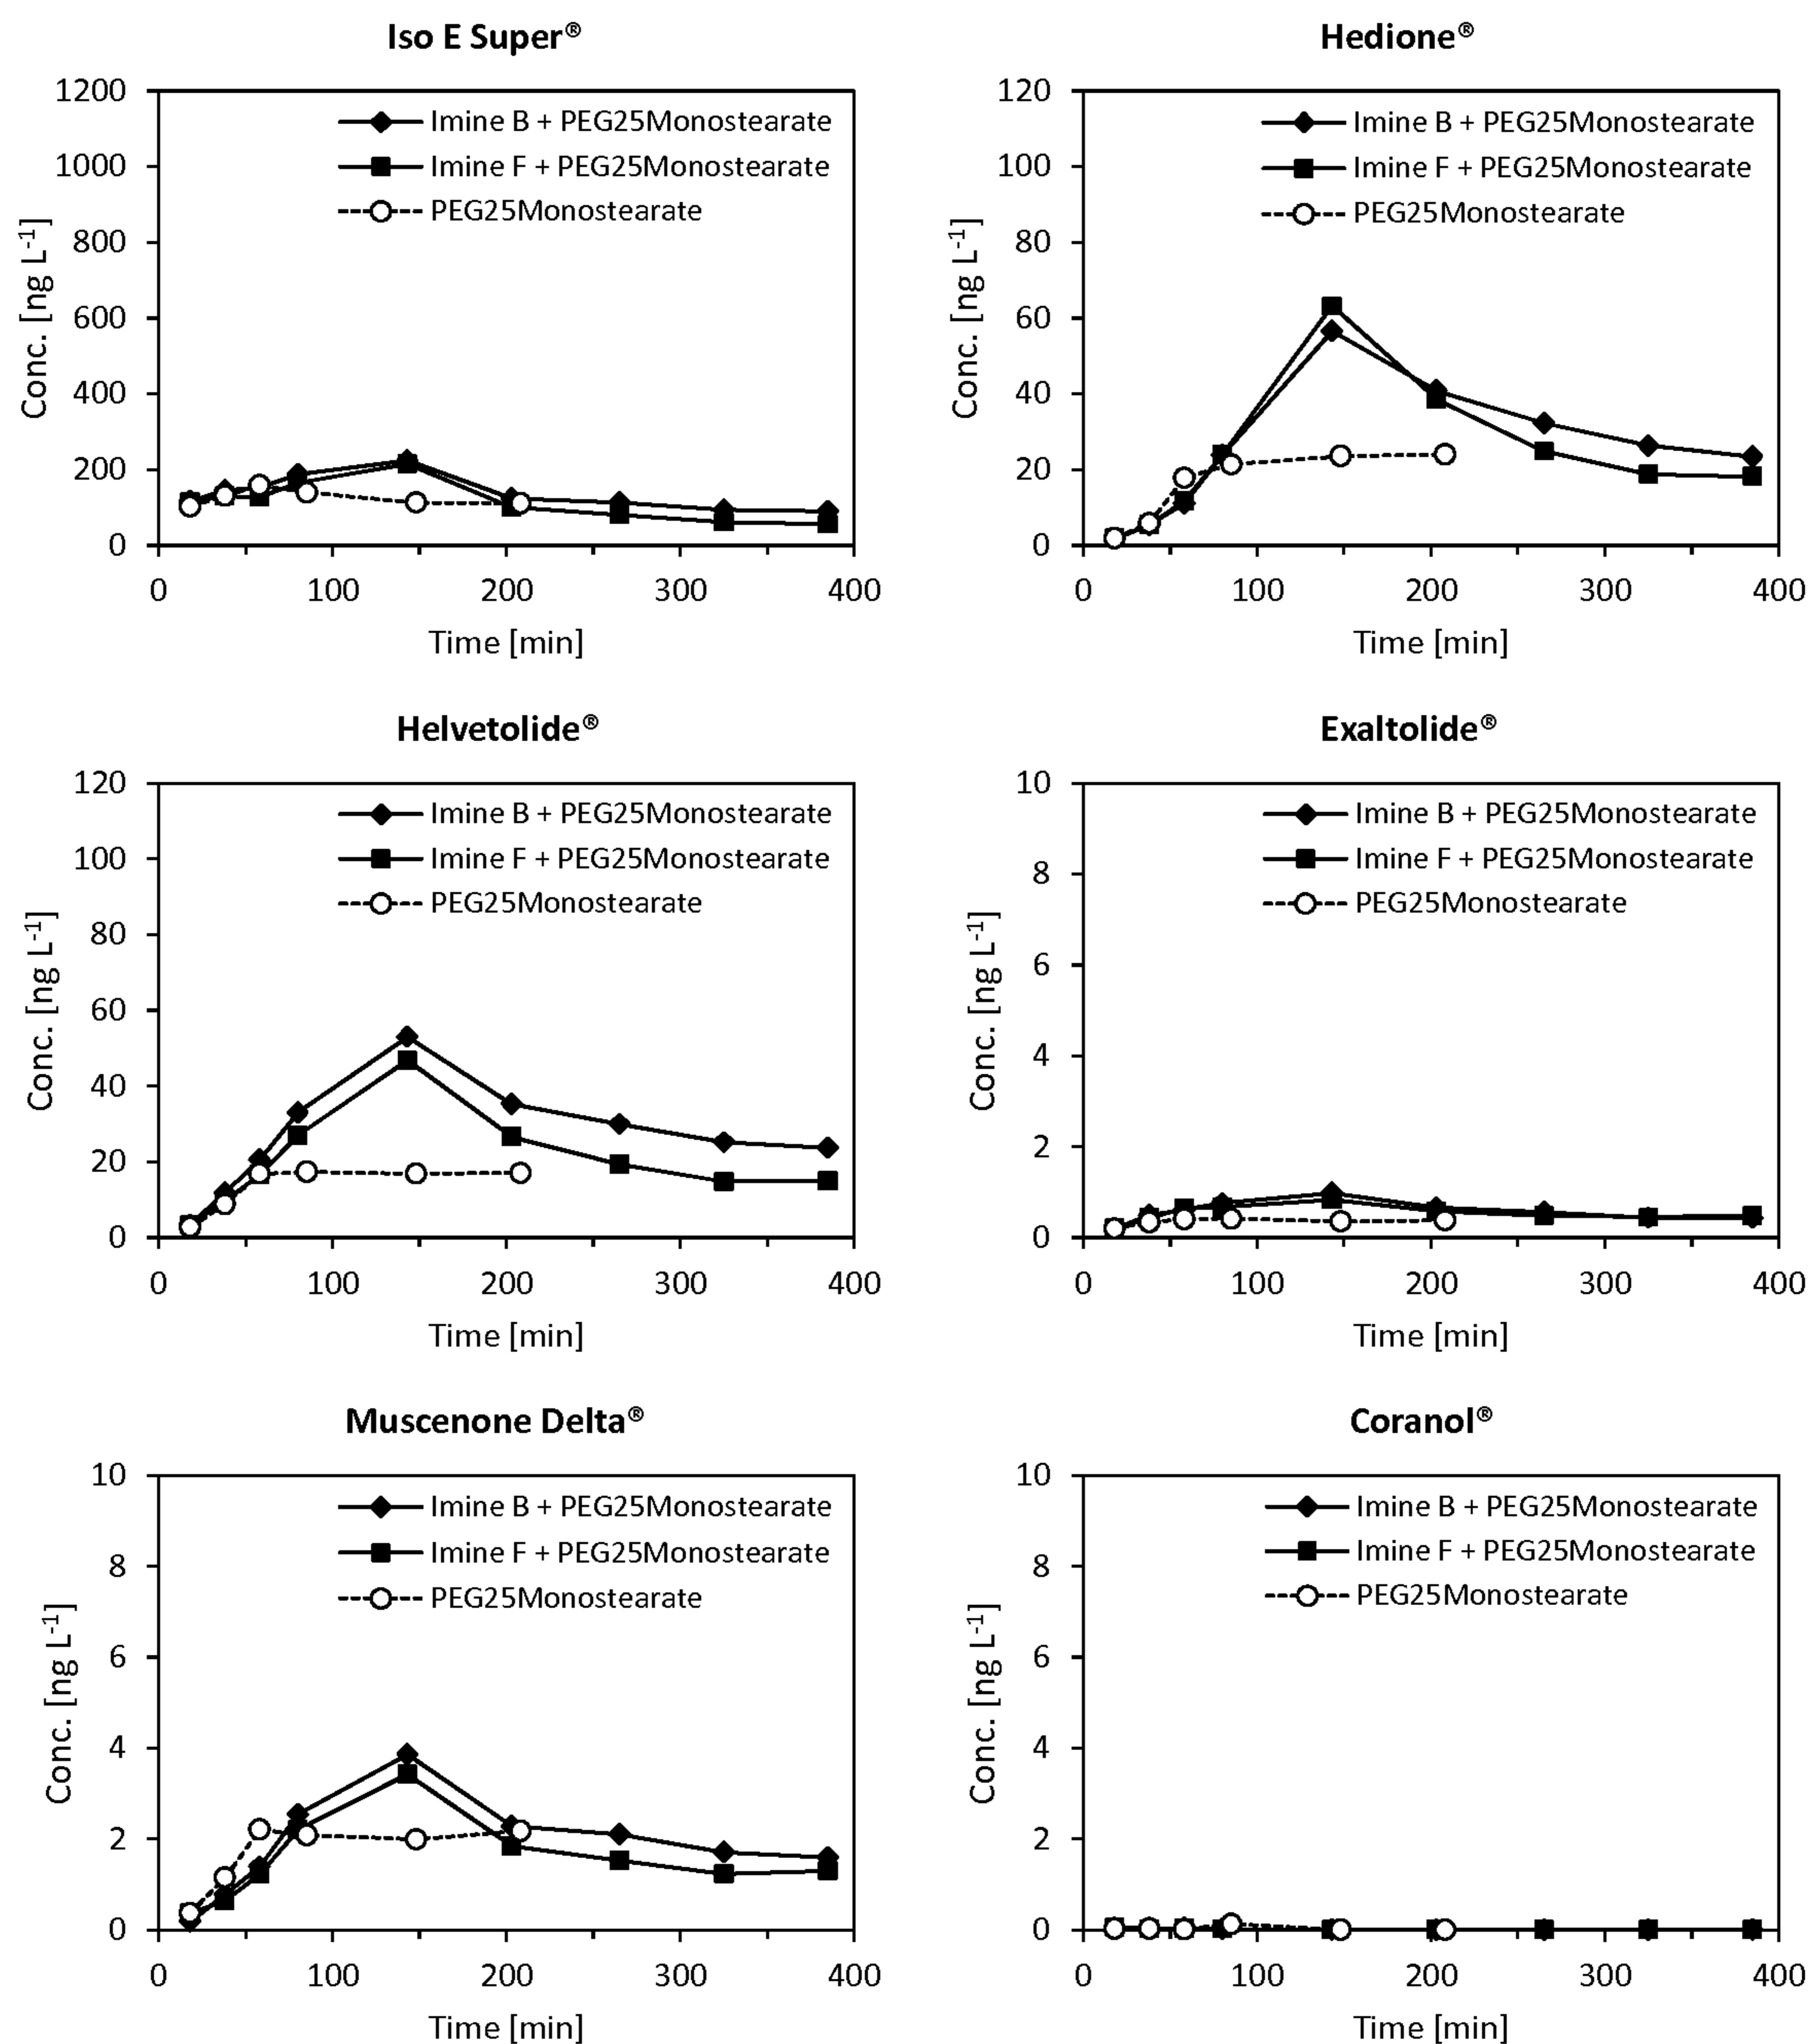 Iso E Super®
1200
1000
800
600
400
200
0
Conc. [ng L-1]
Imine B + PEG25Monostearate
Imine F + PEG25Monostearate
PEG25Monostearate
0 100 200 300 400
Time [min]
Hedione®
120
100
80
60
40
20
0
Conc. [ng L-1]
Imine B + PEG25Monostearate
Imine F + PEG25Monostearate
PEG25Monostearate
0 100 200 300 400
Time [min]
Helvetolide®
120
100
80
60
40
20
0
Conc. [ng L-1]
Imine B + PEG25Monostearate
Imine F + PEG25Monostearate
PEG25Monostearate
0 100 200 300 400
Time [min]
Exaltolide®
10
8
6
4
2
0
Conc. [ng L-1]
Imine B + PEG25Monostearate
Imine F + PEG25Monostearate
PEG25Monostearate
0 100 200 300 400
Time [min]
Muscenone Delta®
10
8
6
4
2
0
Conc. [ng L-1]
Imine B + PEG25Monostearate
Imine F + PEG25Monostearate
PEG25Monostearate
0 100 200 300 400
Time [min]
Coranol®
10
8
6
4
2
0
Conc. [ng L-1]
Imine B + PEG25Monostearate
Imine F + PEG25Monostearate
PEG25Monostearate
0 100 200 300 400
Time [min]